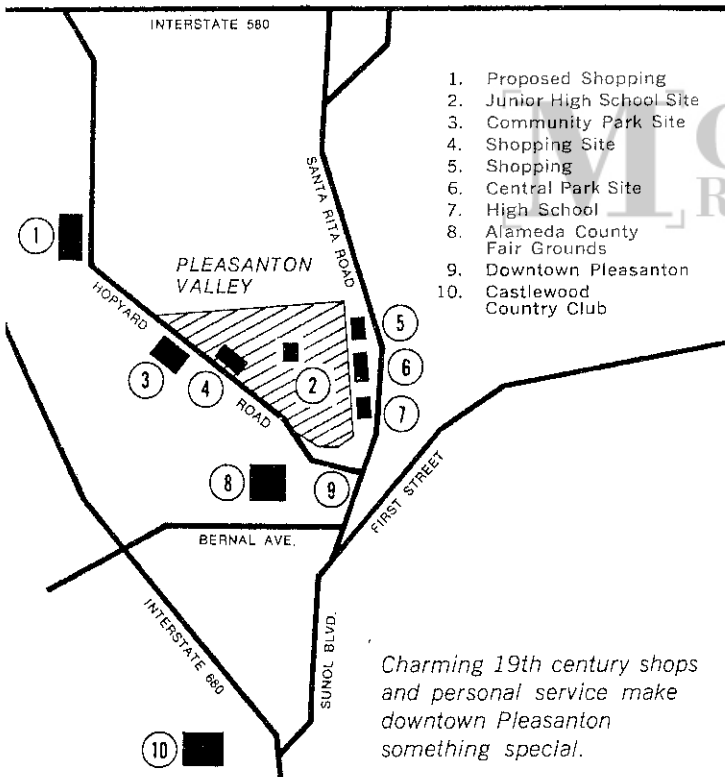 INTERSTATE 580
1. Proposed Shopping
2. Junior High School Site
3. Community Park Site
4. Shopping Site
5. Shopping
6. Central Park Site
7. High School
8. Alameda County
Fair Grounds
9. Downtown Pleasanton
10. Castlewood
Country Club
SANTA RITA ROAD
1
PLEASANTON
VALLEY
HOPYARD
ROAD
5
3
4
2
6
7
8
9
FIRST STREET
BERNAL AVE.
INTERSTATE 680
SUNOL BLVD.
10
Charming 19th century shops
and personal service make
downtown Pleasanton
something special.